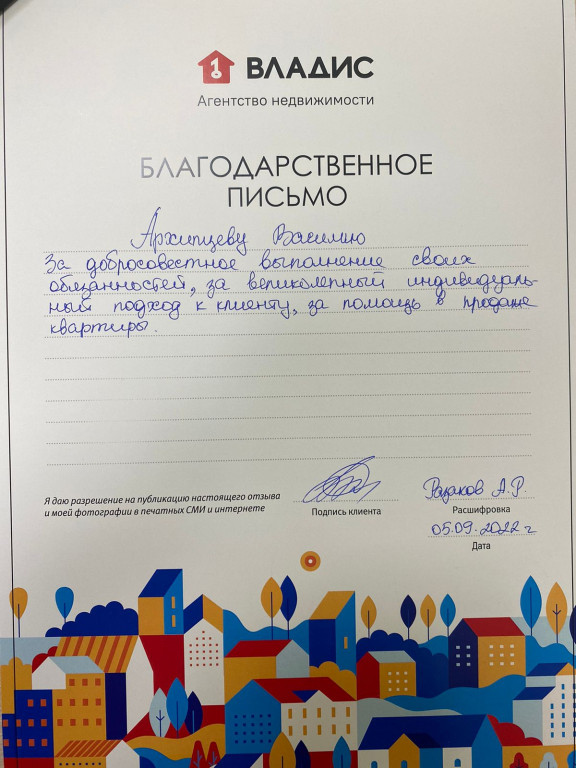 ВЛАДИС
Агентство недвижимости
БЛАГОДАРСТВЕННОЕ
ПИСЬМО
Архипцеву Василию
За добросовестное выполнение своих
обязанностей, за великолепный индивидуаль-
ный подход к клиенту, за помощь в продаже
квартиры.
Я даю разрешение на публикацию настоящего отзыва
и моей фотографии в печатных СМИ и интернете
Подпись клиента
Разаков А.Р.
Расшифровка
05.09.2022 г
Дата